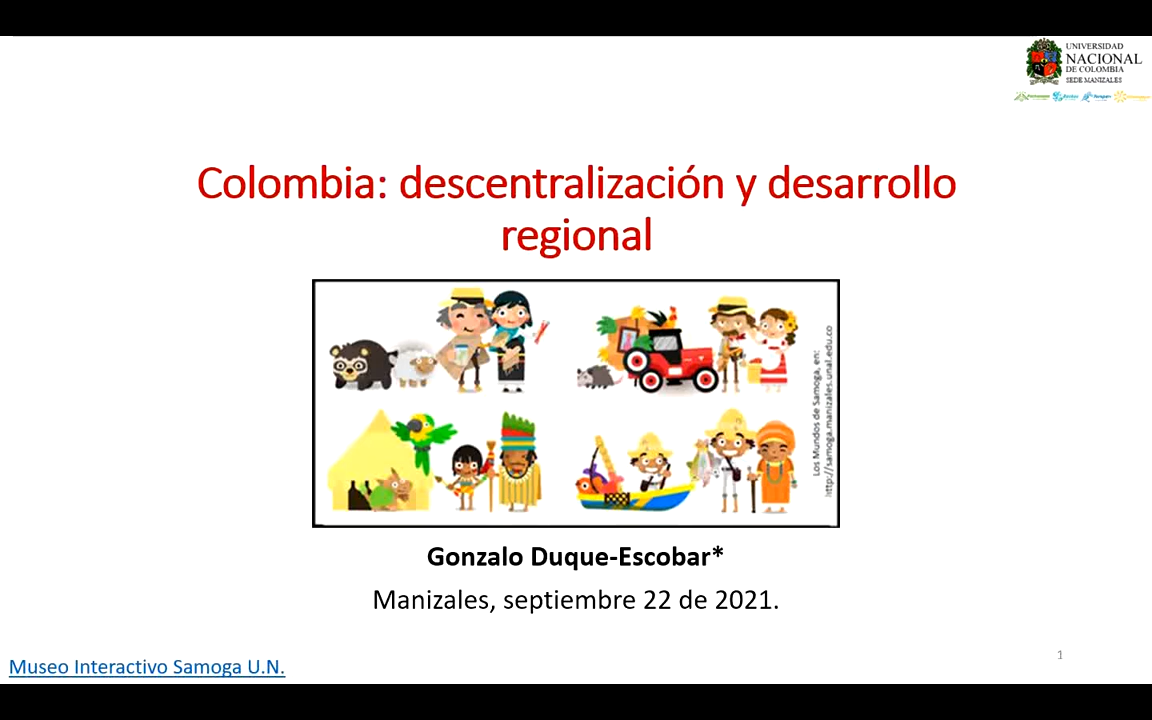 UNIVERSIDAD
NACIONAL
DE COLOMBIA
SEDE MANIZALES
Colombia: descentralización y desarrollo
regional
Los Mundos de Samoga, en:
http://samoga.manizales.unal.edu.co
Gonzalo Duque-Escobar*
Manizales, septiembre 22 de 2021.
1
Museo Interactivo Samoga U.N.